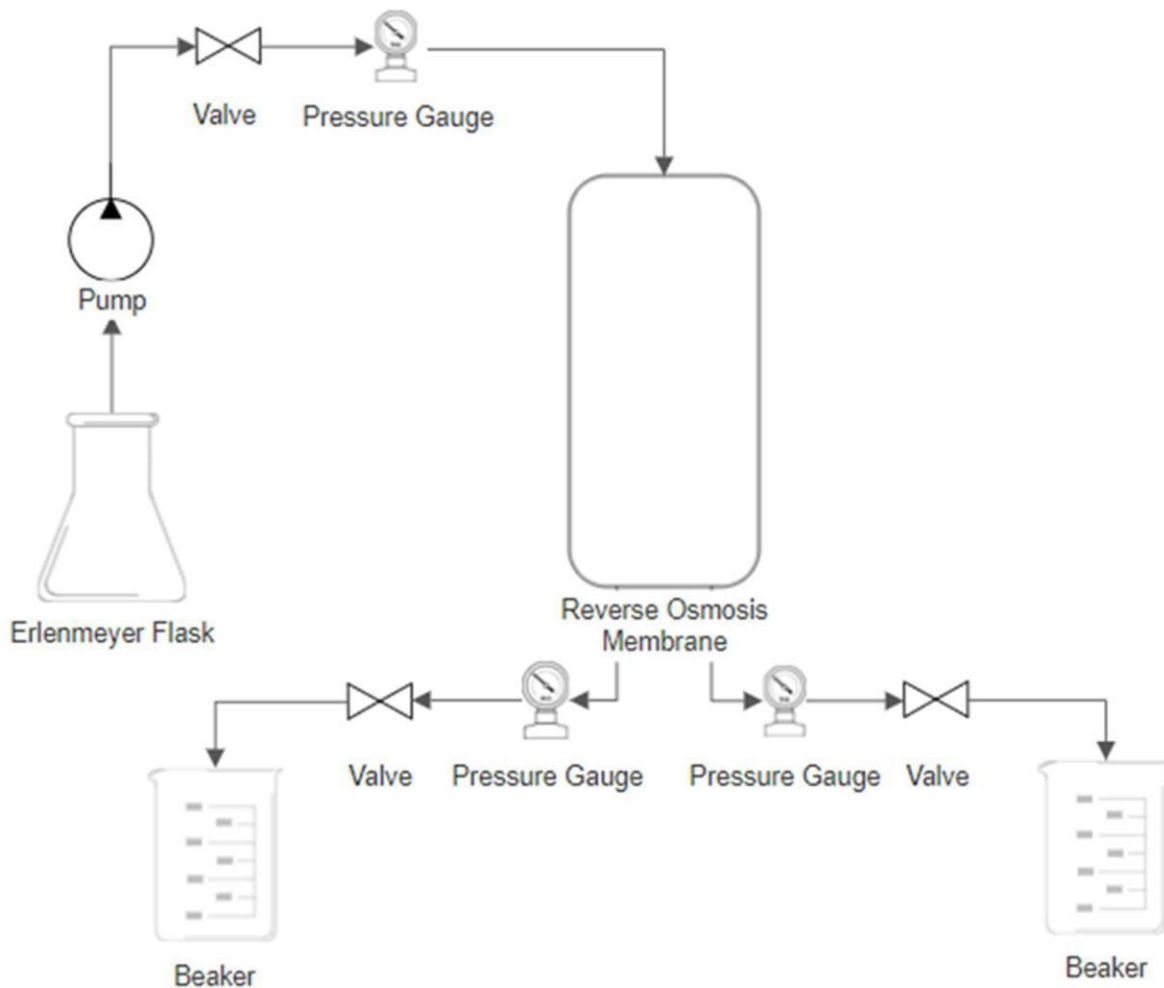 Valve
Pressure Gauge
Pump
Erlenmeyer Flask
Reverse Osmosis
Membrane
Valve
Pressure Gauge
Pressure Gauge
Valve
Beaker
Beaker